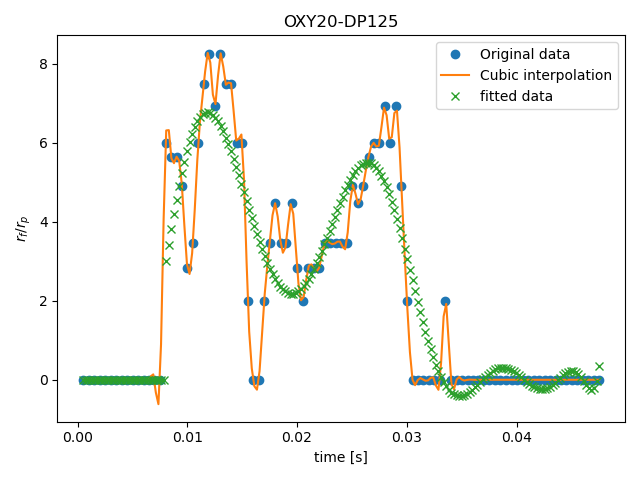 OXY20-DP125
Original data
Cubic interpolation
fitted data
r_f/r_p
8
6
4
2
0
0.00 0.01 0.02 0.03 0.04
time [s]